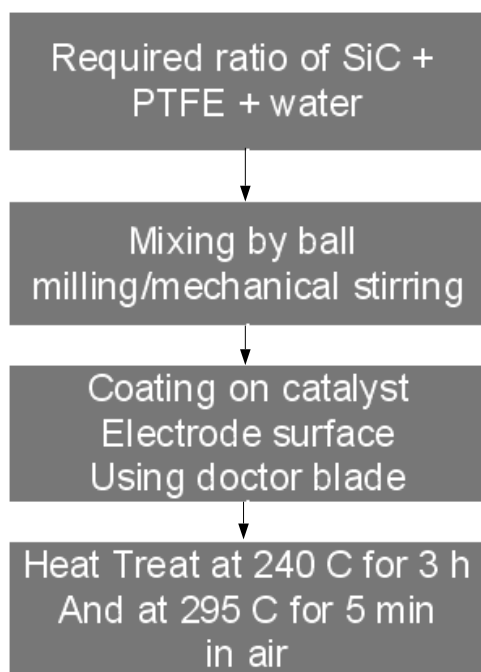 Required ratio of SiC +
PTFE + water
Mixing by ball
milling/mechanical stirring
Coating on catalyst
Electrode surface
Using doctor blade
Heat Treat at 240 C for 3 h
And at 295 C for 5 min
in air